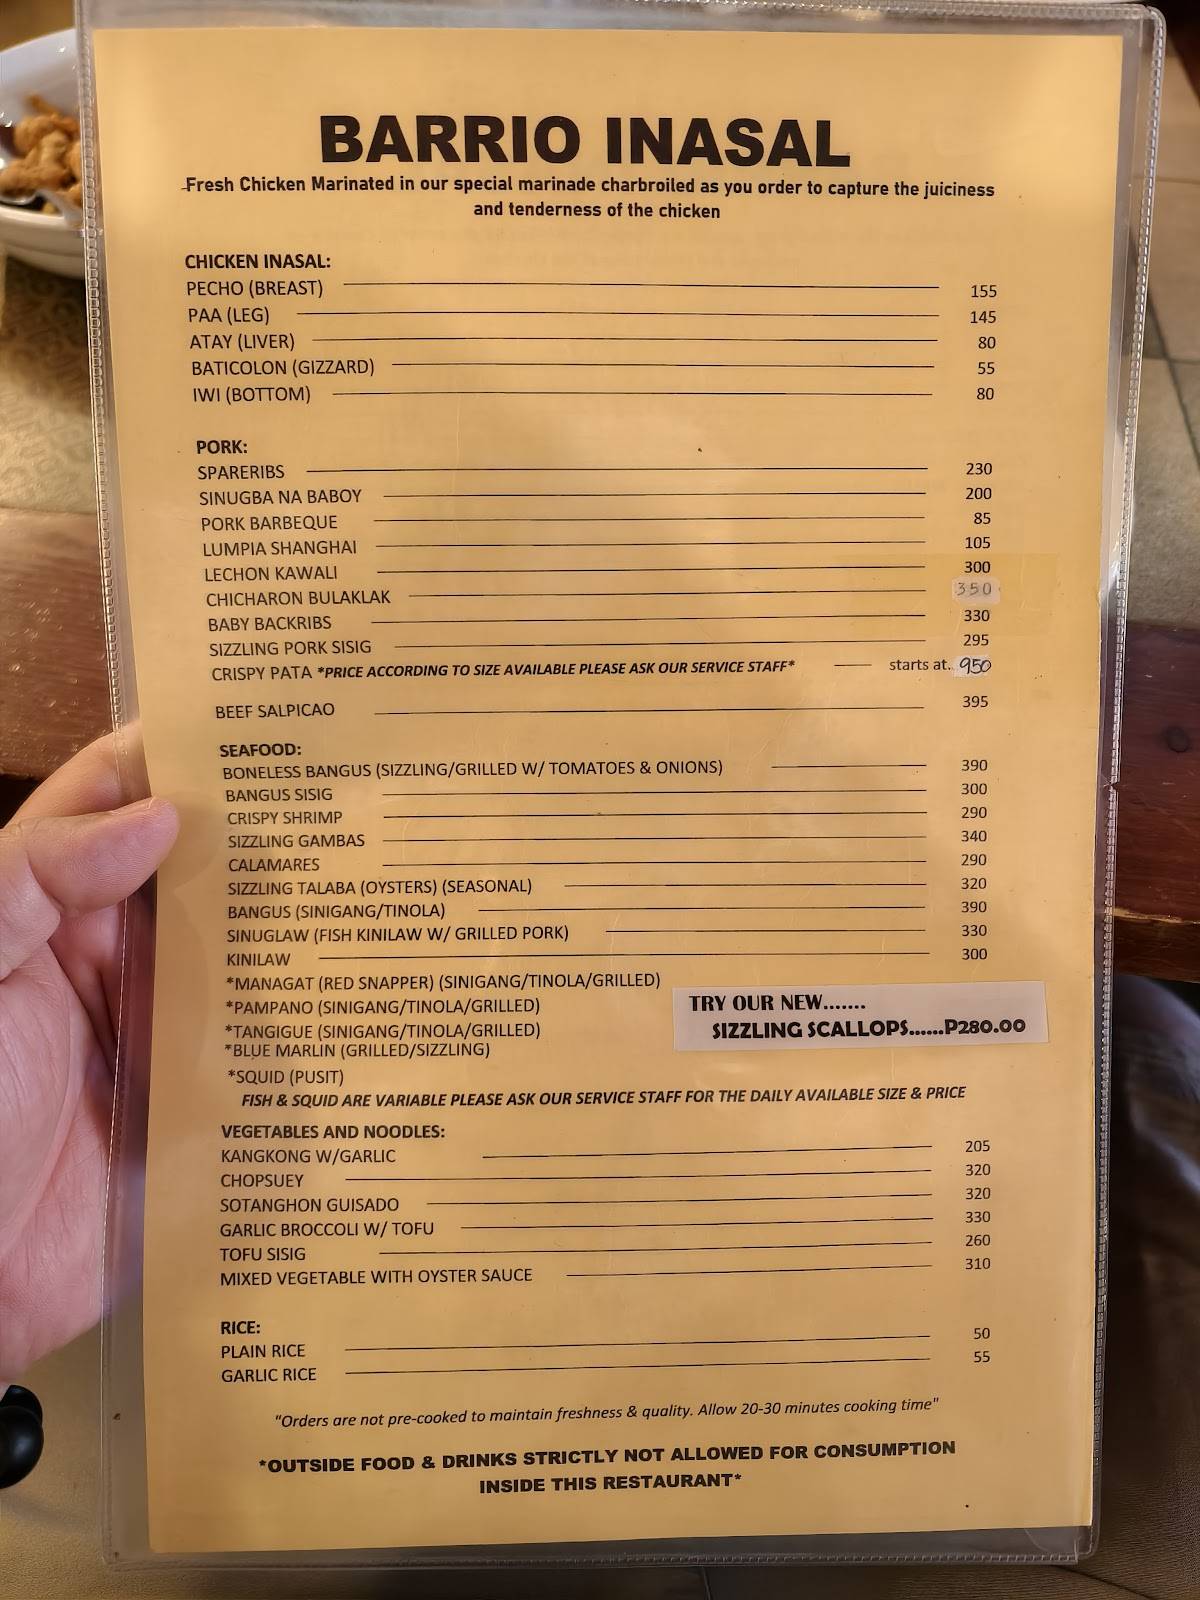 BARRIO INASAL
Fresh Chicken Marinated in our special marinade charbroiled as you order to capture the juiciness
and tenderness of the chicken
CHICKEN INASAL:
PECHO (BREAST) 155
PAA (LEG) 145
ATAY (LIVER) 80
BATICOLON (GIZZARD) 55
IWI (BOTTOM) 80
PORK:
SPARERIBS 230
SINUGBA NA BABOY 200
PORK BARBEQUE 85
LUMPIA SHANGHAI 105
LECHON KAWALI 300
CHICHARON BULAKLAK 350
BABY BACKRIBS 330
SIZZLING PORK SISIG 295
CRISPY PATA *PRICE ACCORDING TO SIZE AVAILABLE PLEASE ASK OUR SERVICE STAFF* starts at. 950
BEEF SALPICAO 395
SEAFOOD:
BONELESS BANGUS (SIZZLING/GRILLED W/ TOMATOES & ONIONS) 390
BANGUS SISIG 300
CRISPY SHRIMP 290
SIZZLING GAMBAS 340
CALAMARES 290
SIZZLING TALABA (OYSTERS) (SEASONAL) 320
BANGUS (SINIGANG/TINOLA) 390
SINUGLAW (FISH KINILAW W/ GRILLED PORK) 330
KINILAW 300
*MANAGAT (RED SNAPPER) (SINIGANG/TINOLA/GRILLED)
*PAMPANO (SINIGANG/TINOLA/GRILLED)
*TANGIGUE (SINIGANG/TINOLA/GRILLED)
*BLUE MARLIN (GRILLED/SIZZLING)
*SQUID (PUSIT)
TRY OUR NEW.......
SIZZLING SCALLOPS......P280.00
FISH & SQUID ARE VARIABLE PLEASE ASK OUR SERVICE STAFF FOR THE DAILY AVAILABLE SIZE & PRICE
VEGETABLES AND NOODLES:
KANGKONG W/GARLIC 205
CHOPSUEY 320
SOTANGHON GUISADO 320
GARLIC BROCCOLI W/ TOFU 330
TOFU SISIG 260
MIXED VEGETABLE WITH OYSTER SAUCE 310
RICE:
PLAIN RICE 50
GARLIC RICE 55
"Orders are not pre-cooked to maintain freshness & quality. Allow 20-30 minutes cooking time"
*OUTSIDE FOOD & DRINKS STRICTLY NOT ALLOWED FOR CONSUMPTION
INSIDE THIS RESTAURANT*